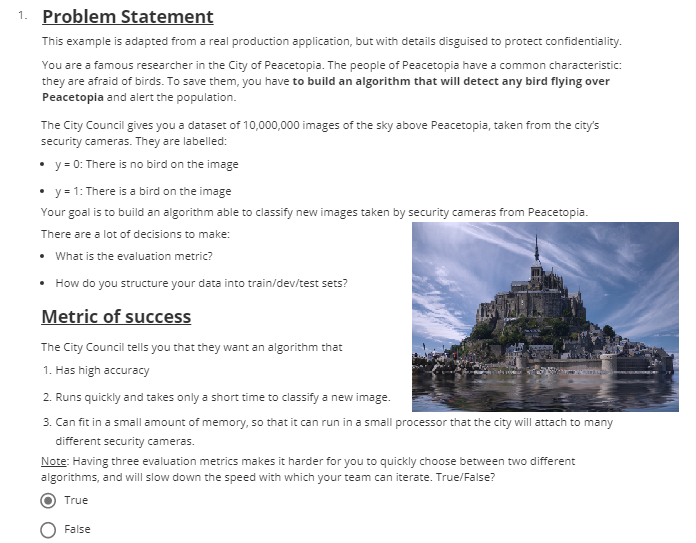 1. Problem Statement
This example is adapted from a real production application, but with details disguised to protect confidentiality.
You are a famous researcher in the City of Peacetopia. The people of Peacetopia have a common characteristic:
they are afraid of birds. To save them, you have to build an algorithm that will detect any bird flying over
Peacetopia and alert the population.
The City Council gives you a dataset of 10,000,000 images of the sky above Peacetopia, taken from the city's
security cameras. They are labelled:
• y = 0: There is no bird on the image
• y = 1: There is a bird on the image
Your goal is to build an algorithm able to classify new images taken by security cameras from Peacetopia.
There are a lot of decisions to make:
• What is the evaluation metric?
• How do you structure your data into train/dev/test sets?
Metric of success
The City Council tells you that they want an algorithm that
1. Has high accuracy
2. Runs quickly and takes only a short time to classify a new image.
3. Can fit in a small amount of memory, so that it can run in a small processor that the city will attach to many
different security cameras.
Note: Having three evaluation metrics makes it harder for you to quickly choose between two different
algorithms, and will slow down the speed with which your team can iterate. True/False?
True
False